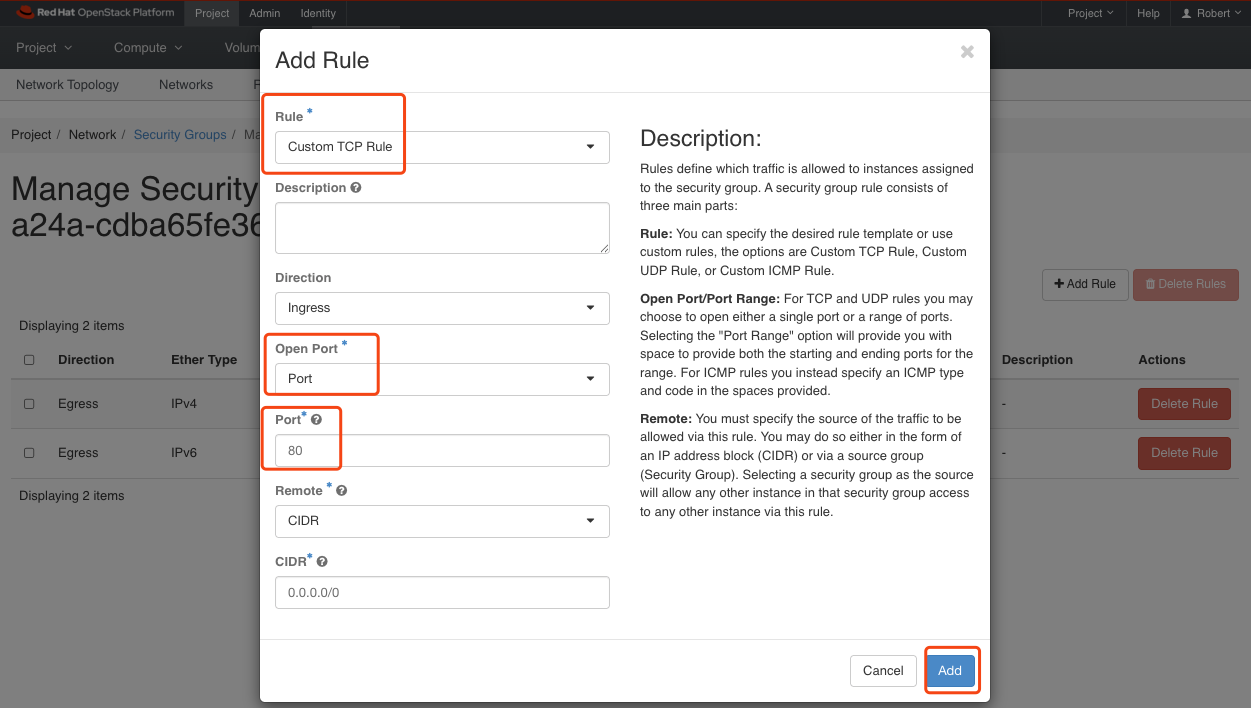 Red Hat OpenStack Platform Project Admin Identity Project Help Robert
Project Compute Volum
Network Topology Networks
Project / Network / Security Groups / Ma
Manage Security
a24a-cdba65fe36
+ Add Rule Delete Rules
Displaying 2 items
Direction Ether Type Description Actions
Egress IPv4 - Delete Rule
Egress IPv6 - Delete Rule
Displaying 2 items
Add Rule
Rule *
Custom TCP Rule
Description
Direction
Ingress
Open Port *
Port
Port*
80
Remote *
CIDR
CIDR*
0.0.0.0/0
Description:
Rules define which traffic is allowed to instances assigned
to the security group. A security group rule consists of
three main parts:
Rule: You can specify the desired rule template or use
custom rules, the options are Custom TCP Rule, Custom
UDP Rule, or Custom ICMP Rule.
Open Port/Port Range: For TCP and UDP rules you may
choose to open either a single port or a range of ports.
Selecting the "Port Range" option will provide you with
space to provide both the starting and ending ports for the
range. For ICMP rules you instead specify an ICMP type
and code in the spaces provided.
Remote: You must specify the source of the traffic to be
allowed via this rule. You may do so either in the form of
an IP address block (CIDR) or via a source group
(Security Group). Selecting a security group as the source
will allow any other instance in that security group access
to any other instance via this rule.
Cancel Add